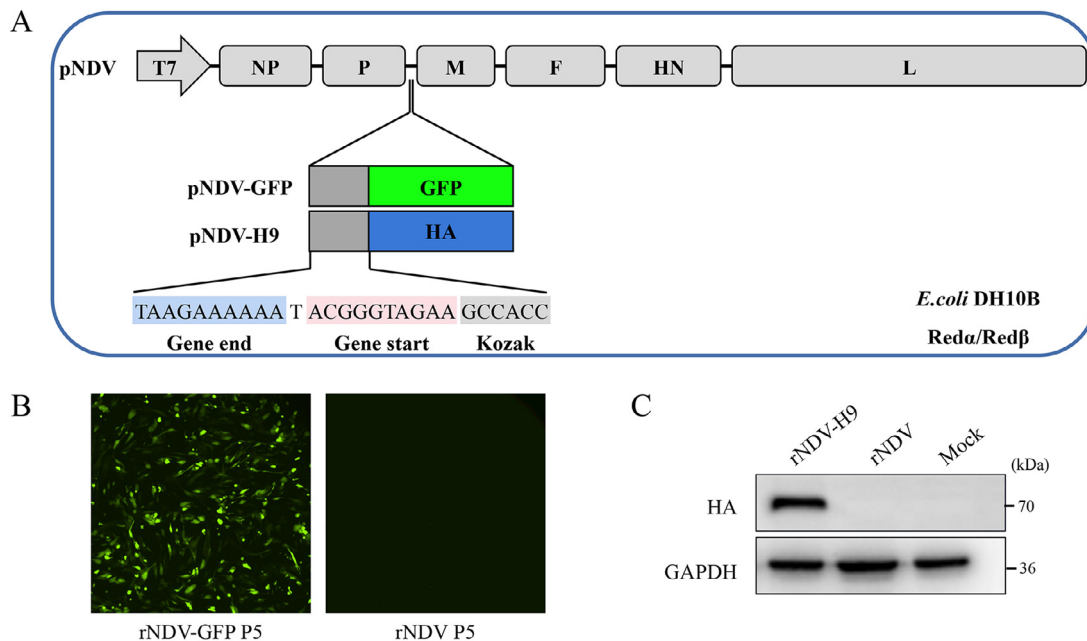 A
pNDV T7 NP P M F HN L
pNDV-GFP GFP
pNDV-H9 HA
TAAGAAAAAA T ACGGGTAGAA GCCACC
Gene end Gene start Kozak
E.coli DH10B
Redα/Redβ
B
rNDV-GFP P5 rNDV P5
C
rNDV-H9 rNDV Mock
(kDa)
HA 70
GAPDH 36